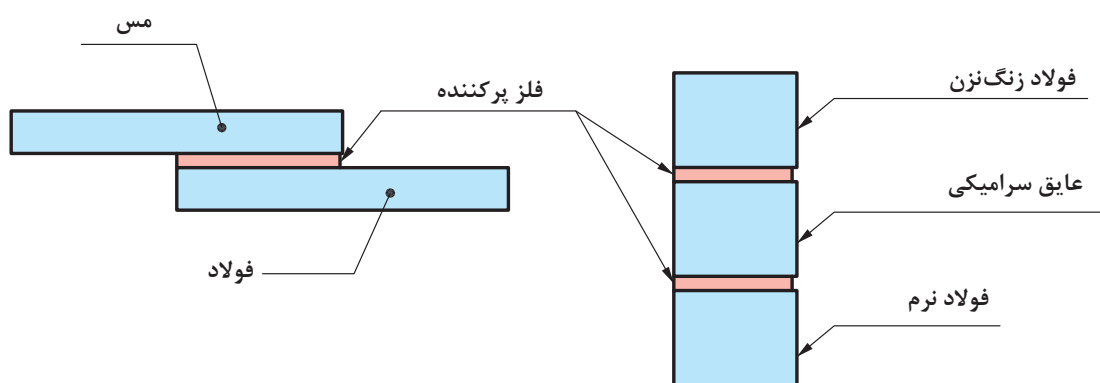 مس
فولاد زنگ‌نزن
فلز پرکننده
عایق سرامیکی
فولاد
فولاد نرم